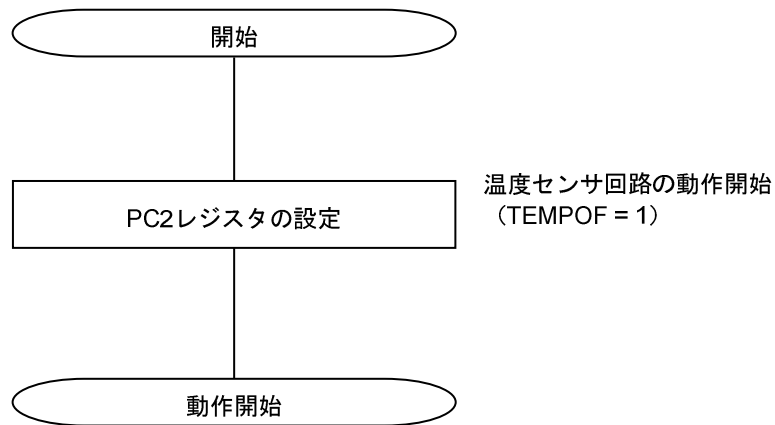 開始
PC2レジスタの設定
温度センサ回路の動作開始
（TEMPOF = 1）
動作開始